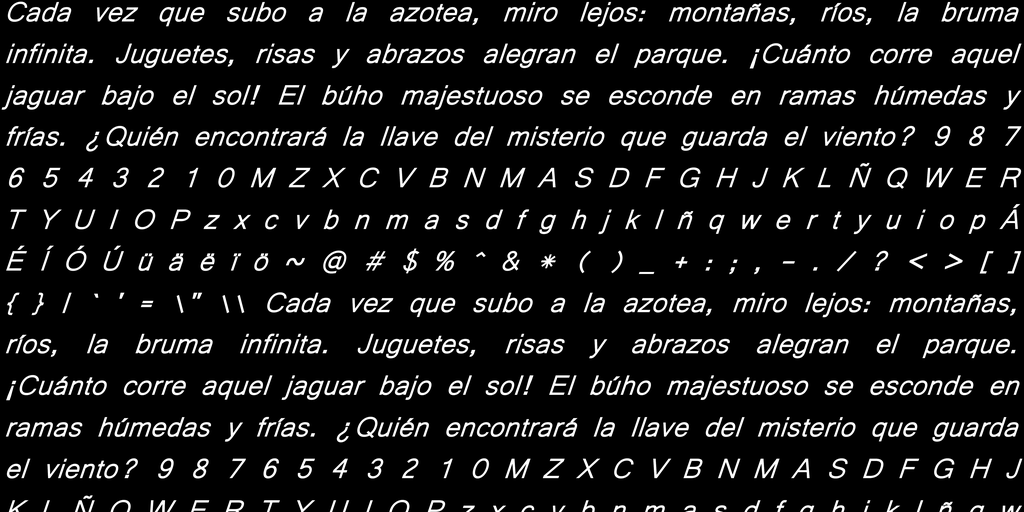 Cada vez que subo a la azotea, miro lejos: montañas, ríos, la bruma
infinita. Juguetes, risas y abrazos alegran el parque. ¡Cuánto corre aquel
jaguar bajo el sol! El búho majestuoso se esconde en ramas húmedas y
frías. ¿Quién encontrará la llave del misterio que guarda el viento? 9 8 7
6 5 4 3 2 1 0 M Z X C V B N M A S D F G H J K L Ñ Q W E R
T Y U I O P z x c v b n m a s d f g h j k l ñ q w e r t y u i o p Á
É Í Ó Ú ü ä ë ï ö ~ @ # $ % ^ & * ( ) _ + : ; , - . / ? < > [ ]
{ } | ` ' = \" \\ Cada vez que subo a la azotea, miro lejos: montañas,
ríos, la bruma infinita. Juguetes, risas y abrazos alegran el parque.
¡Cuánto corre aquel jaguar bajo el sol! El búho majestuoso se esconde en
ramas húmedas y frías. ¿Quién encontrará la llave del misterio que guarda
el viento? 9 8 7 6 5 4 3 2 1 0 M Z X C V B N M A S D F G H J
K L Ñ Q W E R T Y U I O P z x c v b n m a s d f g h j k l ñ q w